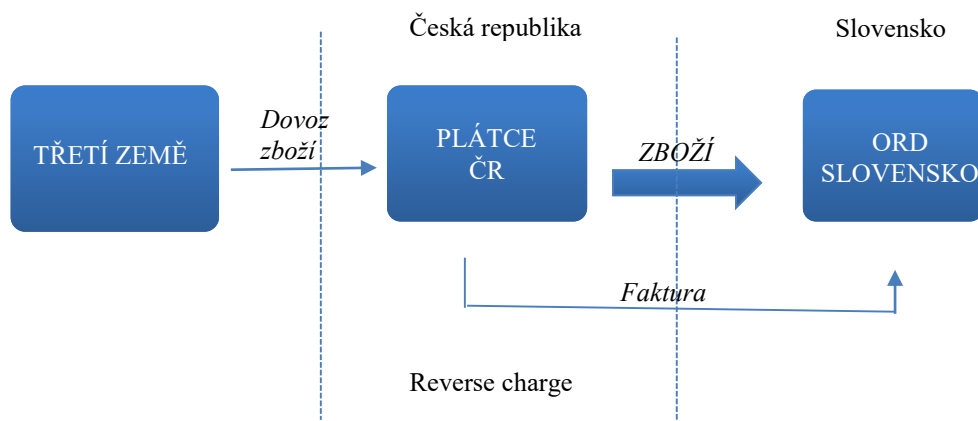 Česká republika
Slovensko
TŘETÍ ZEMĚ
Dovoz
zboží
PLÁTCE
ČR
ZBOŽÍ
ORD
SLOVENSKO
Faktura
Reverse charge